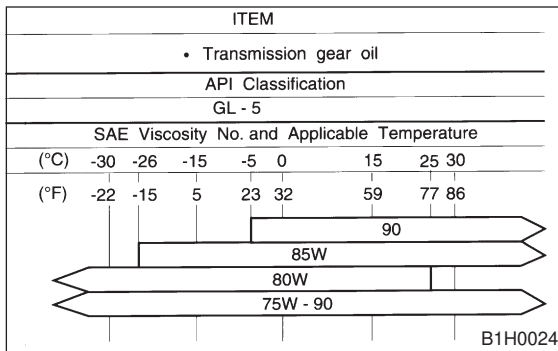 ITEM
• Transmission gear oil
API Classification
GL - 5
SAE Viscosity No. and Applicable Temperature
(°C) -30 -26 -15 -5 0 15 25 30
(°F) -22 -15 5 23 32 59 77 86
90
85W
80W
75W - 90
B1H0024